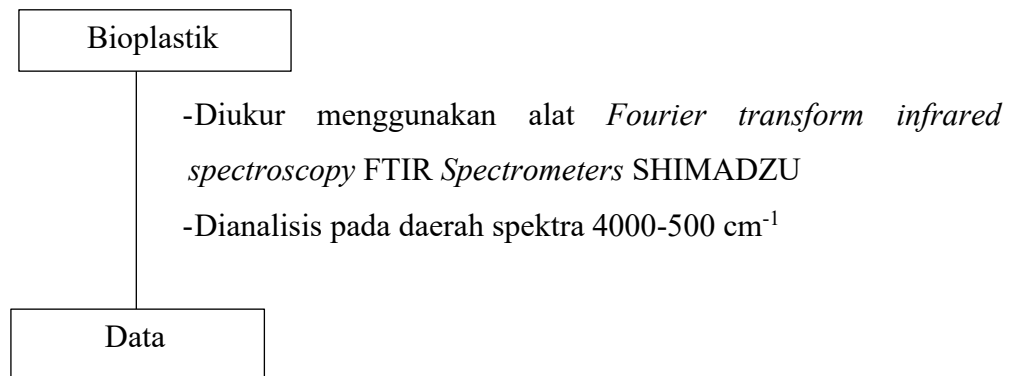 Bioplastik
-Diukur menggunakan alat Fourier transform infrared
spectroscopy FTIR Spectrometers SHIMADZU
-Dianalisis pada daerah spektra 4000-500 cm⁻¹
Data